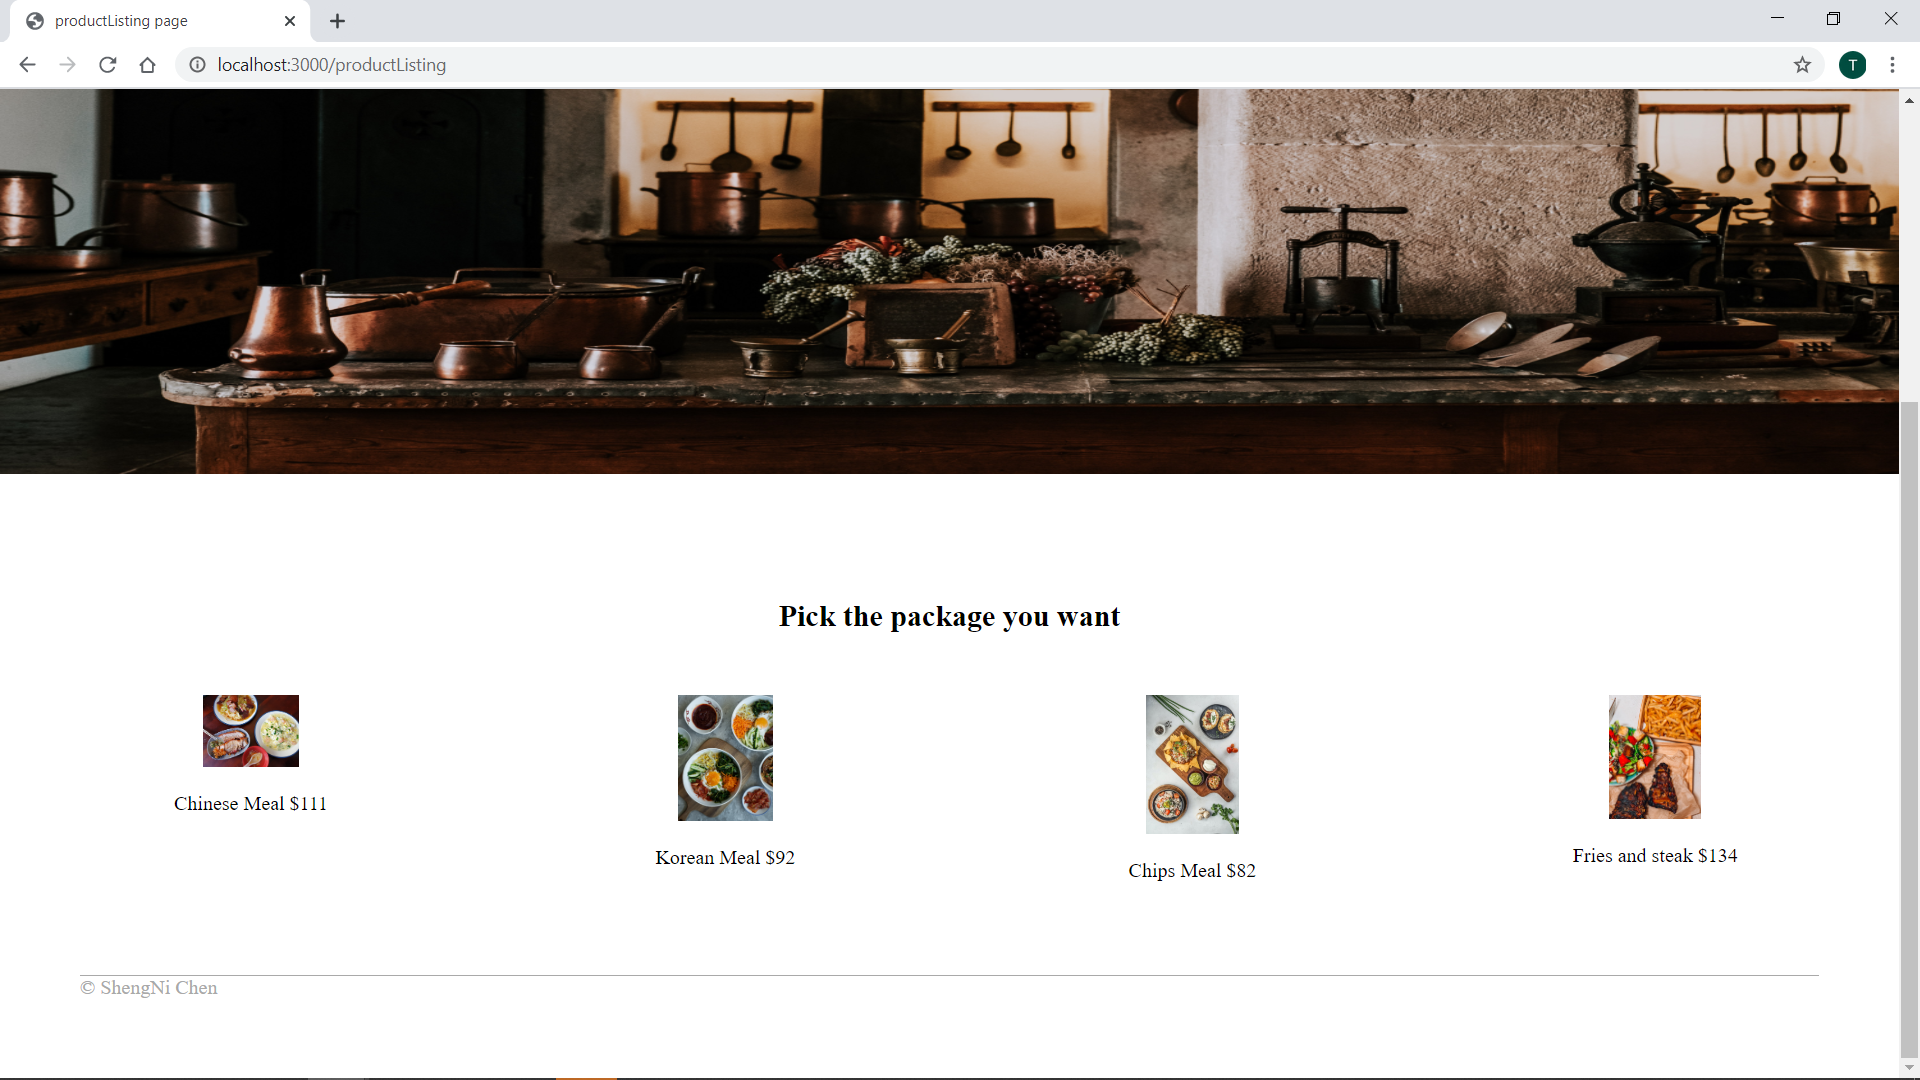 productListing page
localhost:3000/productListing
T
Pick the package you want
Chinese Meal $111
Korean Meal $92
Chips Meal $82
Fries and steak $134
© ShengNi Chen